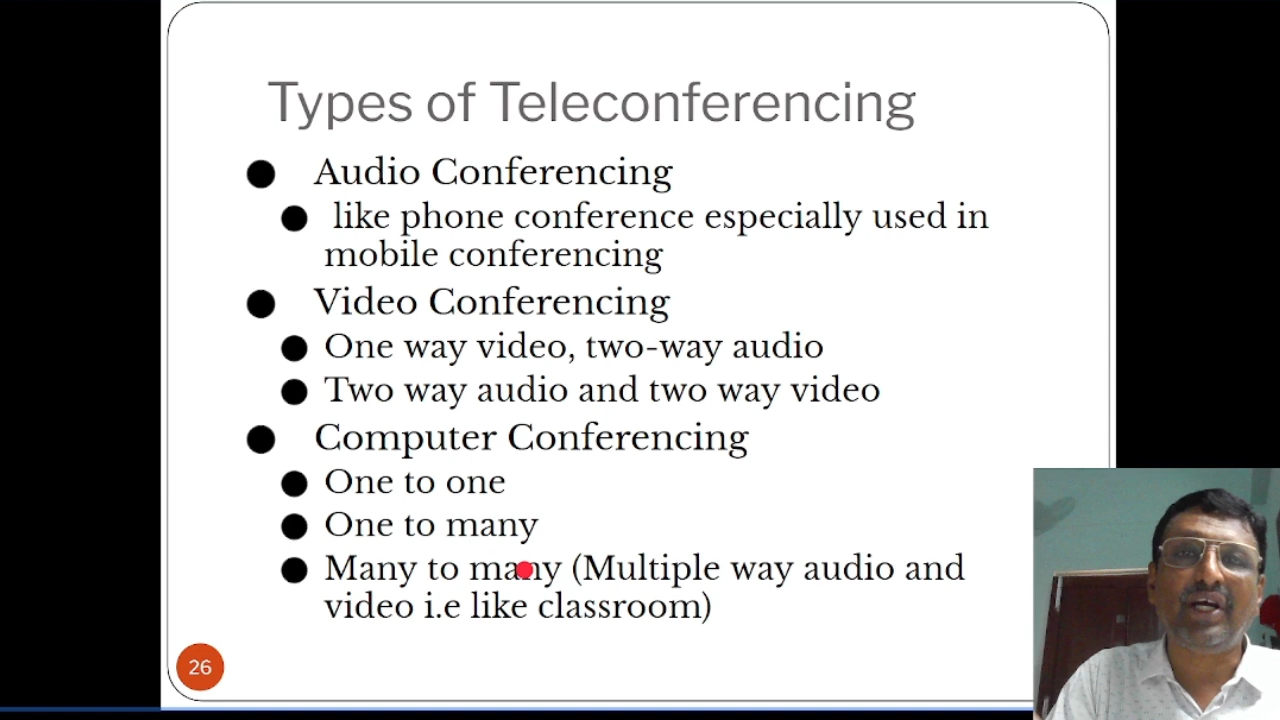 Types of Teleconferencing
Audio Conferencing
like phone conference especially used in
mobile conferencing
Video Conferencing
One way video, two-way audio
Two way audio and two way video
Computer Conferencing
One to one
One to many
Many to many (Multiple way audio and
video i.e like classroom)
26